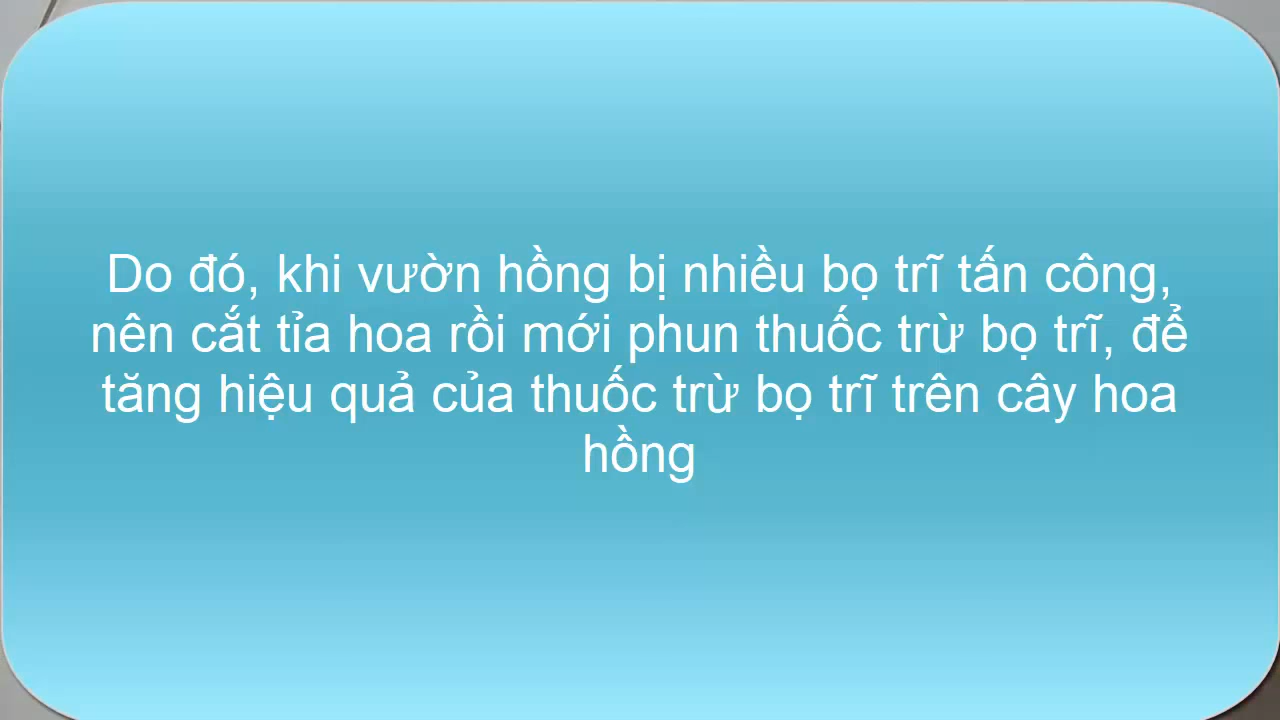 Do đó, khi vườn hồng bị nhiều bọ trĩ tấn công,
nên cắt tỉa hoa rồi mới phun thuốc trừ bọ trĩ, để
tăng hiệu quả của thuốc trừ bọ trĩ trên cây hoa
hồng